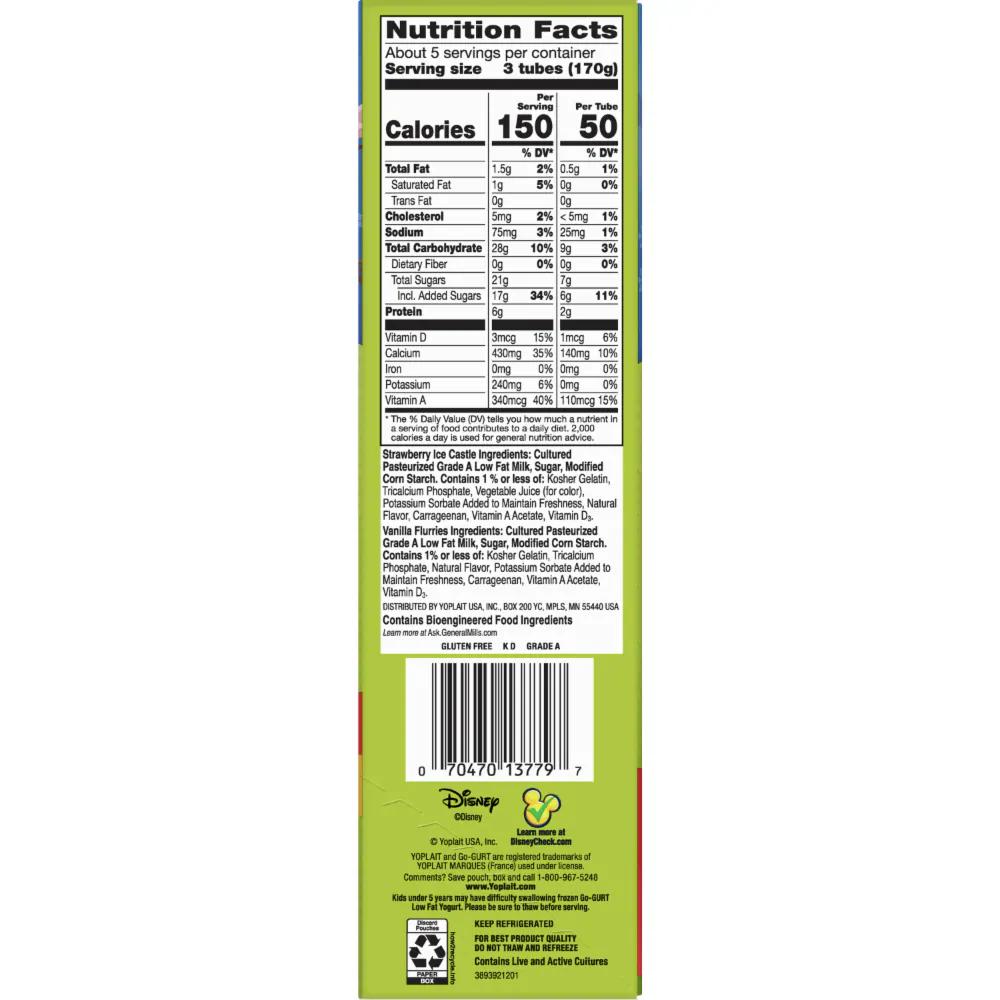 Nutrition Facts
About 5 servings per container
Serving size 3 tubes (170g)
Per Serving Per Tube
Calories 150 50
% DV* % DV*
Total Fat 1.5g 2% 0.5g 1%
Saturated Fat 1g 5% 0g 0%
Trans Fat 0g 0g
Cholesterol 5mg 2% <5mg 1%
Sodium 75mg 3% 25mg 1%
Total Carbohydrate 28g 10% 9g 3%
Dietary Fiber 0g 0% 0g 0%
Total Sugars 21g 7g
Incl. Added Sugars 17g 34% 6g 11%
Protein 6g 2g
Vitamin D 3mcg 15% 1mcg 6%
Calcium 430mg 35% 140mg 10%
Iron 0mg 0% 0mg 0%
Potassium 240mg 6% 0mg 0%
Vitamin A 340mcg 40% 110mcg 15%
* The % Daily Value (DV) tells you how much a nutrient in
a serving of food contributes to a daily diet. 2,000
calories a day is used for general nutrition advice.
Strawberry Ice Castle Ingredients: Cultured
Pasteurized Grade A Low Fat Milk, Sugar, Modified
Corn Starch. Contains 1 % or less of: Kosher Gelatin,
Tricalcium Phosphate, Vegetable Juice (for color),
Potassium Sorbate Added to Maintain Freshness, Natural
Flavor, Carrageenan, Vitamin A Acetate, Vitamin D₃.
Vanilla Flurries Ingredients: Cultured Pasteurized
Grade A Low Fat Milk, Sugar, Modified Corn Starch.
Contains 1% or less of: Kosher Gelatin, Tricalcium
Phosphate, Natural Flavor, Potassium Sorbate Added to
Maintain Freshness, Carrageenan, Vitamin A Acetate,
Vitamin D₃.
DISTRIBUTED BY YOPLAIT USA, INC., BOX 200 YC, MPLS, MN 55440 USA
Contains Bioengineered Food Ingredients
Learn more at Ask.GeneralMills.com
GLUTEN FREE K D GRADE A
0 70470 13779 7
Disney
©Disney
Learn more at
© Yoplait USA, Inc. DisneyCheck.com
YOPLAIT and Go-GURT are registered trademarks of
YOPLAIT MARQUES (France) used under license.
Comments? Save pouch, box and call 1-800-967-5248
www.Yoplait.com
Kids under 5 years may have difficulty swallowing frozen Go-GURT
Low Fat Yogurt. Please be sure to thaw before serving.
Discard
Pouches
PAPER
BOX
how2recycle.info
KEEP REFRIGERATED
FOR BEST PRODUCT QUALITY
DO NOT THAW AND REFREEZE
Contains Live and Active Cultures
3893921201